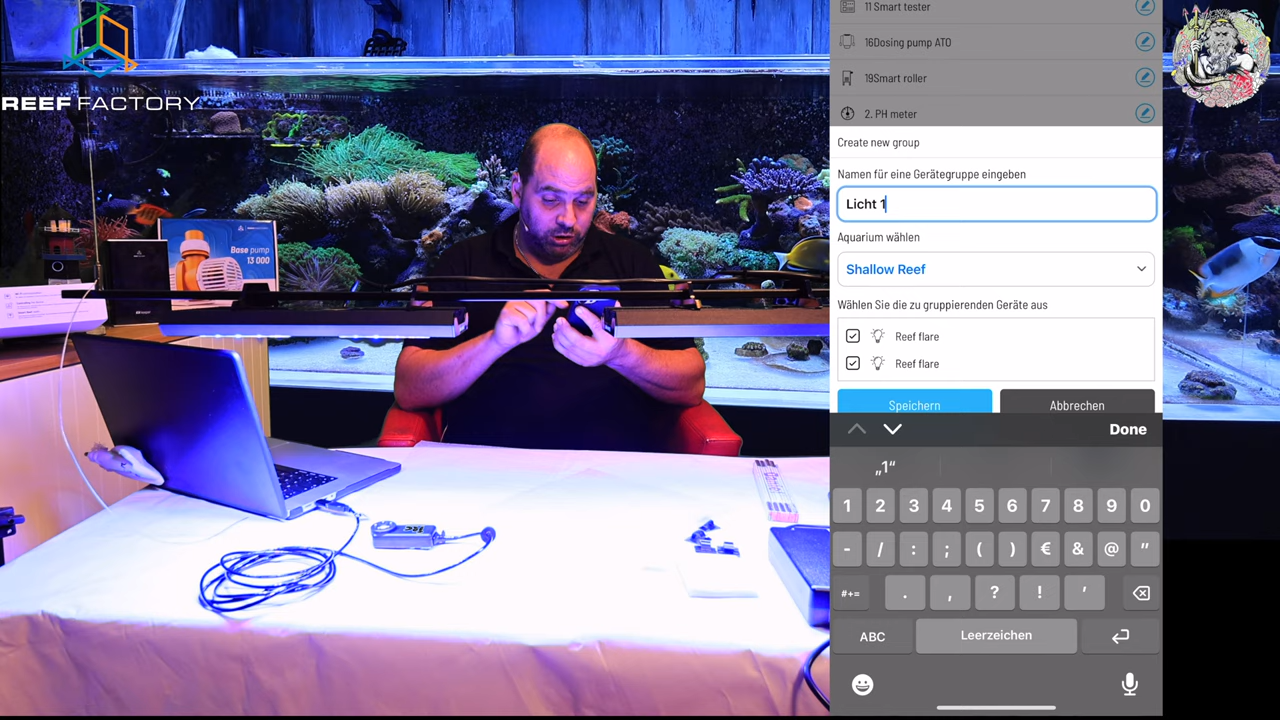 REEF FACTORY
Base pump
13 000
11 Smart tester
16Dosing pump ATO
19Smart roller
2. PH meter
Create new group
Namen für eine Gerätegruppe eingeben
Licht 1
Aquarium wählen
Shallow Reef
Wählen Sie die zu gruppierenden Geräte aus
Reef flare
Reef flare
Speichern Abbrechen
Done
„1“
1 2 3 4 5 6 7 8 9 0
- / : ; ( ) € & @ "
#+= . , ? ! '
ABC Leerzeichen